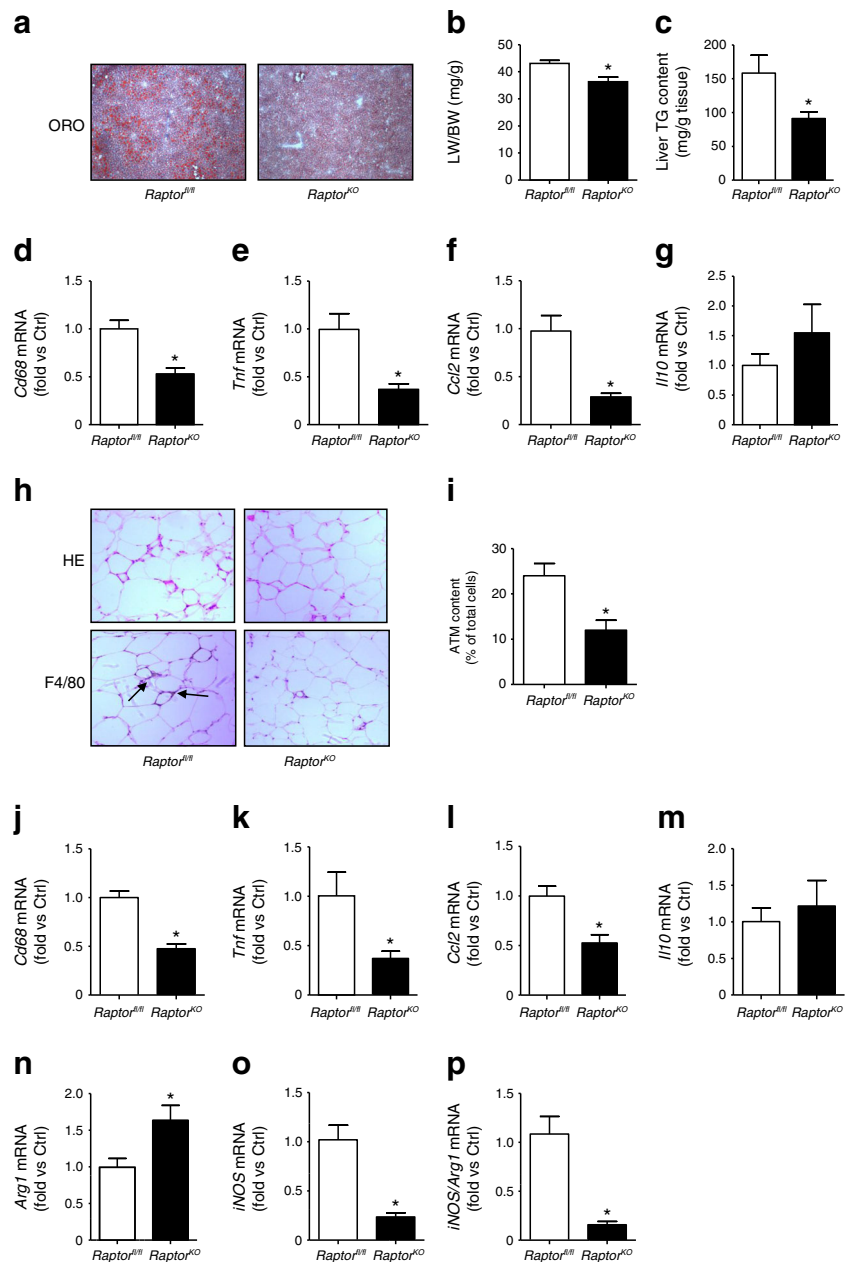 a
ORO
Raptorfl/fl
RaptorKO
b
LW/BW (mg/g)
50
40
30
20
10
0
*
Raptorfl/fl RaptorKO
c
Liver TG content
(mg/g tissue)
200
150
100
50
0
*
Raptorfl/fl RaptorKO
d
Cd68 mRNA
(fold vs Ctrl)
1.5
1.0
0.5
0
*
Raptorfl/fl RaptorKO
e
Tnf mRNA
(fold vs Ctrl)
1.5
1.0
0.5
0
*
Raptorfl/fl RaptorKO
f
Ccl2 mRNA
(fold vs Ctrl)
1.5
1.0
0.5
0
*
Raptorfl/fl RaptorKO
g
Il10 mRNA
(fold vs Ctrl)
2.5
2.0
1.5
1.0
0.5
0
Raptorfl/fl RaptorKO
h
HE
F4/80
Raptorfl/fl
RaptorKO
i
ATM content
(% of total cells)
30
20
10
0
*
Raptorfl/fl RaptorKO
j
Cd68 mRNA
(fold vs Ctrl)
1.5
1.0
0.5
0
*
Raptorfl/fl RaptorKO
k
Tnf mRNA
(fold vs Ctrl)
1.5
1.0
0.5
0
*
Raptorfl/fl RaptorKO
l
Ccl2 mRNA
(fold vs Ctrl)
1.5
1.0
0.5
0
*
Raptorfl/fl RaptorKO
m
Il10 mRNA
(fold vs Ctrl)
2.0
1.5
1.0
0.5
0
Raptorfl/fl RaptorKO
n
Arg1 mRNA
(fold vs Ctrl)
2.0
1.5
1.0
0.5
0
*
Raptorfl/fl RaptorKO
o
iNOS mRNA
(fold vs Ctrl)
1.5
1.0
0.5
0
*
Raptorfl/fl RaptorKO
p
iNOS/Arg1 mRNA
(fold vs Ctrl)
1.5
1.0
0.5
0
*
Raptorfl/fl RaptorKO